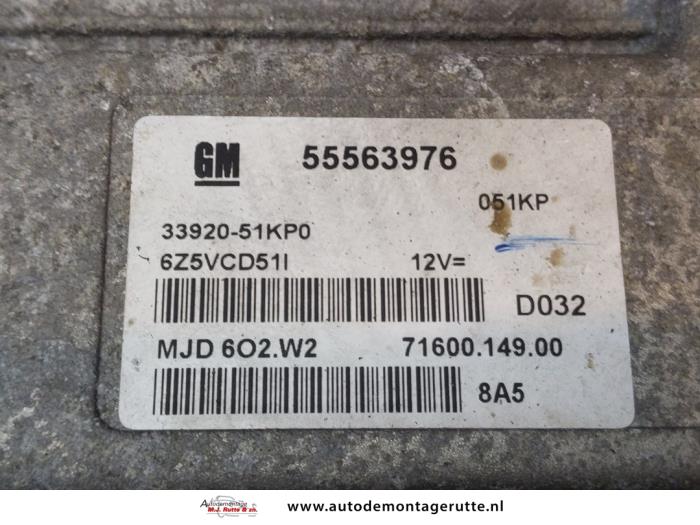 GM 55563976
051KP
33920-51KP0
6Z5VCD51I 12V=
D032
MJD 6O2.W2 71600.149.00
8A5
Autodemontage
M.J. Rutte & zn.
www.autodemontagerutte.nl